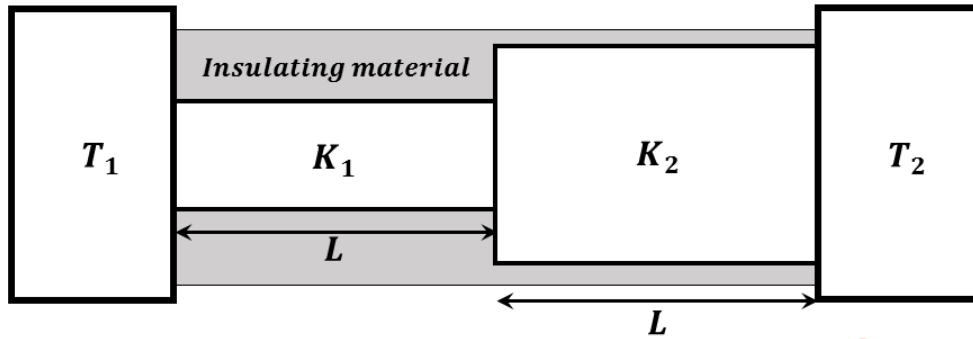 Insulating material
T₁
K₁
K₂
T₂
L
L